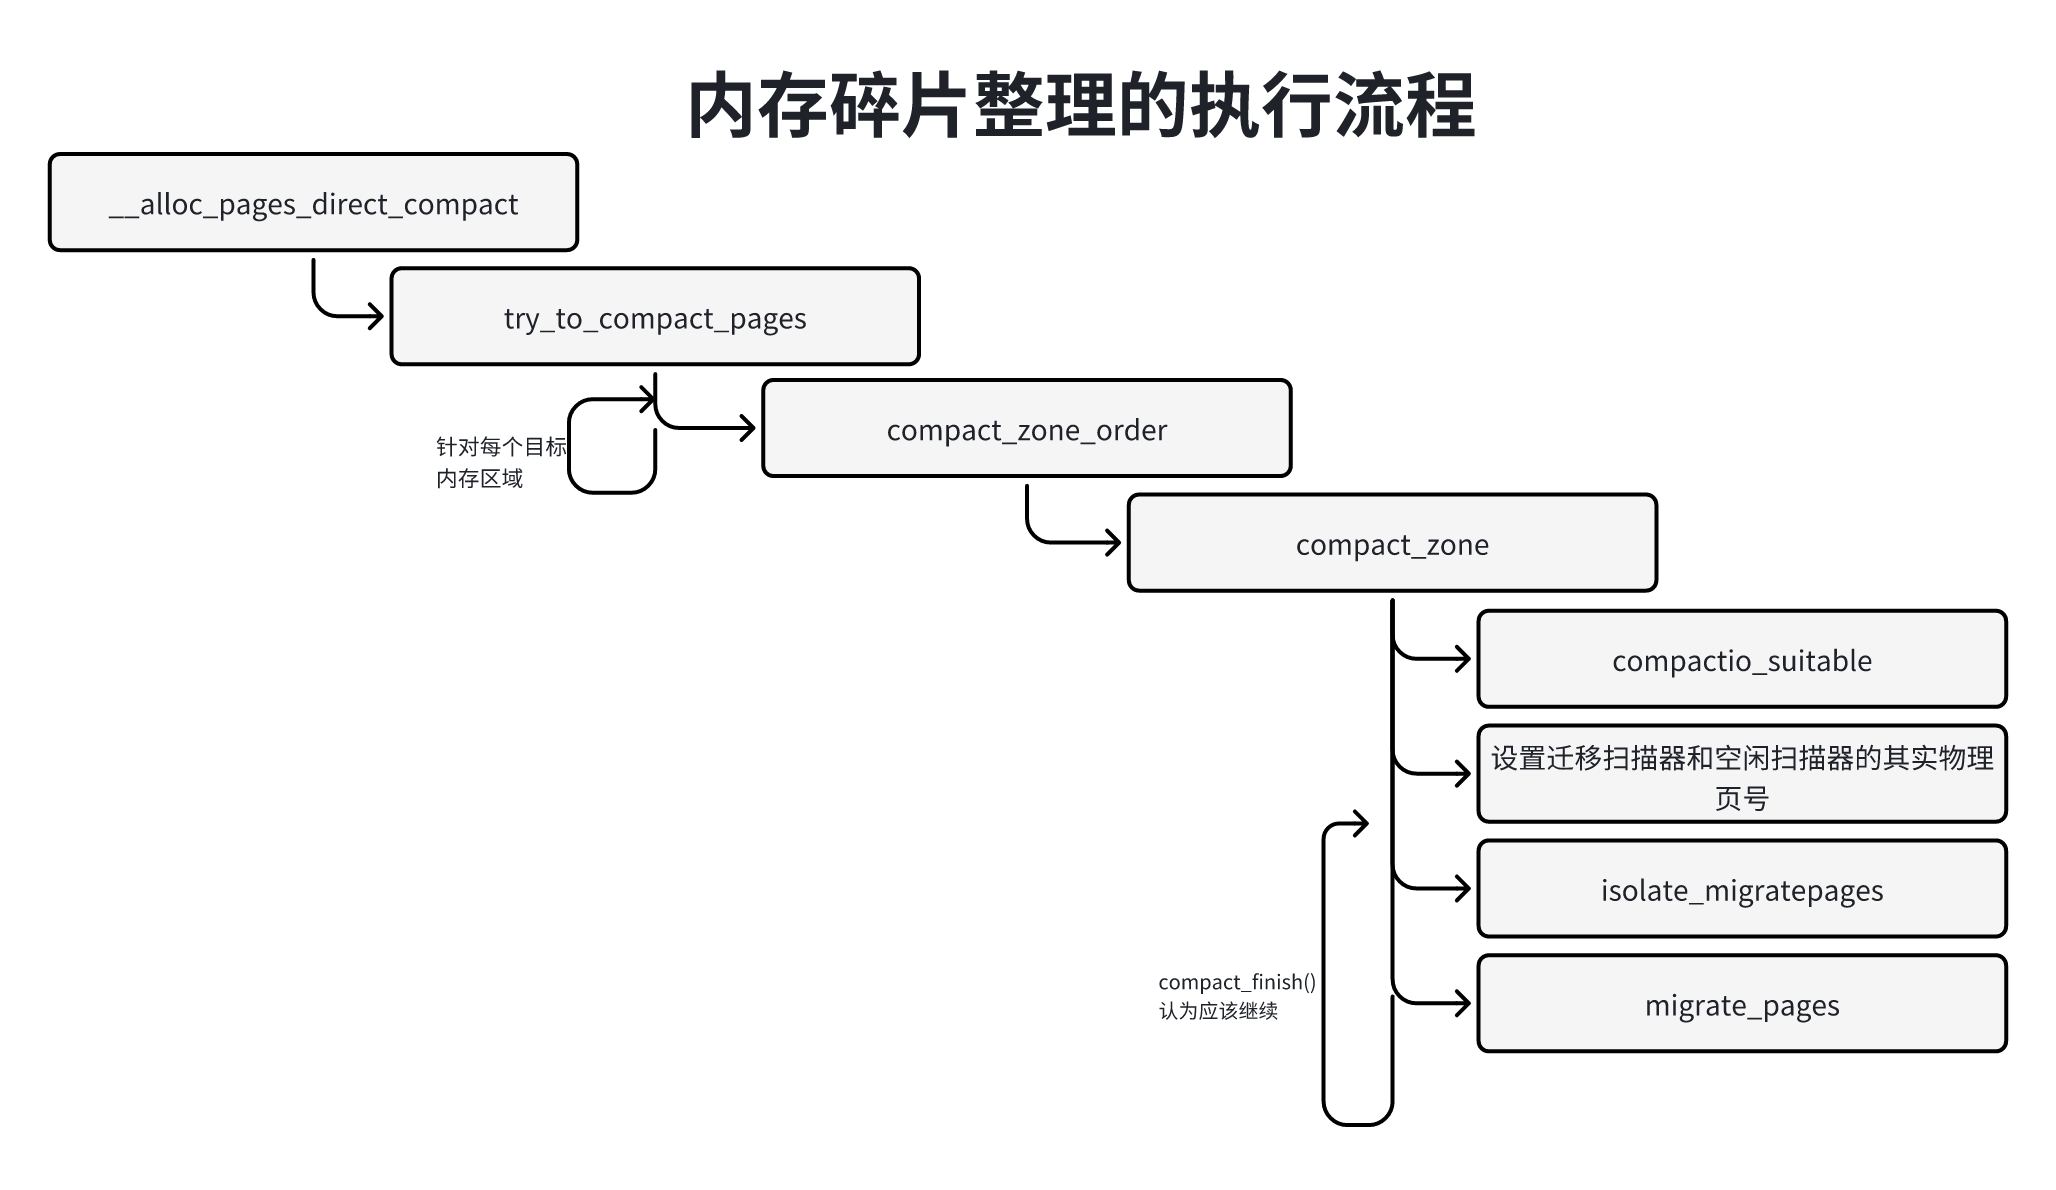 内存碎片整理的执行流程
__alloc_pages_direct_compact
try_to_compact_pages
针对每个目标
内存区域
compact_zone_order
compact_zone
compactio_suitable
设置迁移扫描器和空闲扫描器的其实物理
页号
isolate_migratepages
compact_finish()
认为应该继续
migrate_pages